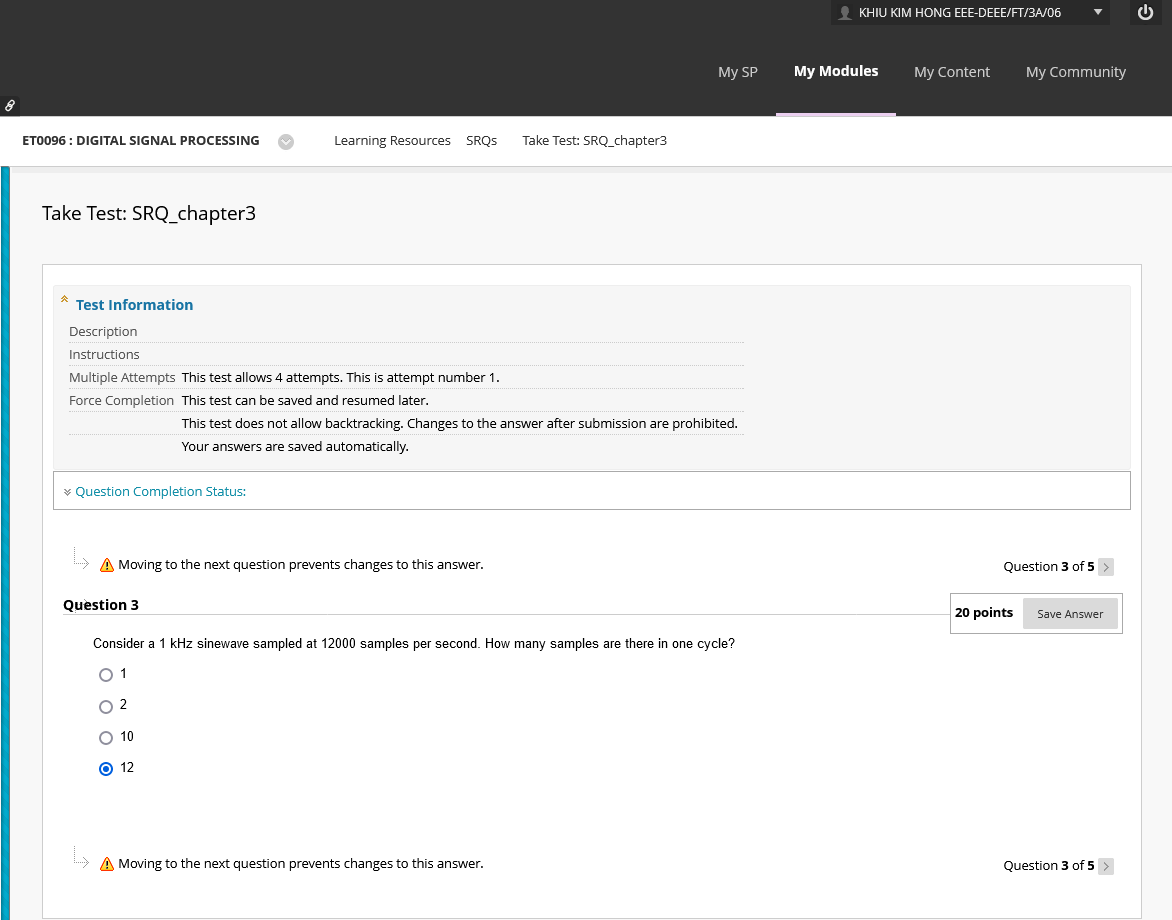 KHIU KIM HONG EEE-DEEE/FT/3A/06
My SP My Modules My Content My Community
ET0096 : DIGITAL SIGNAL PROCESSING Learning Resources SRQs Take Test: SRQ_chapter3
Take Test: SRQ_chapter3
Test Information
Description
Instructions
Multiple Attempts This test allows 4 attempts. This is attempt number 1.
Force Completion This test can be saved and resumed later.
This test does not allow backtracking. Changes to the answer after submission are prohibited.
Your answers are saved automatically.
Question Completion Status:
Moving to the next question prevents changes to this answer. Question 3 of 5
Question 3 20 points Save Answer
Consider a 1 kHz sinewave sampled at 12000 samples per second. How many samples are there in one cycle?
1
2
10
12
Moving to the next question prevents changes to this answer. Question 3 of 5